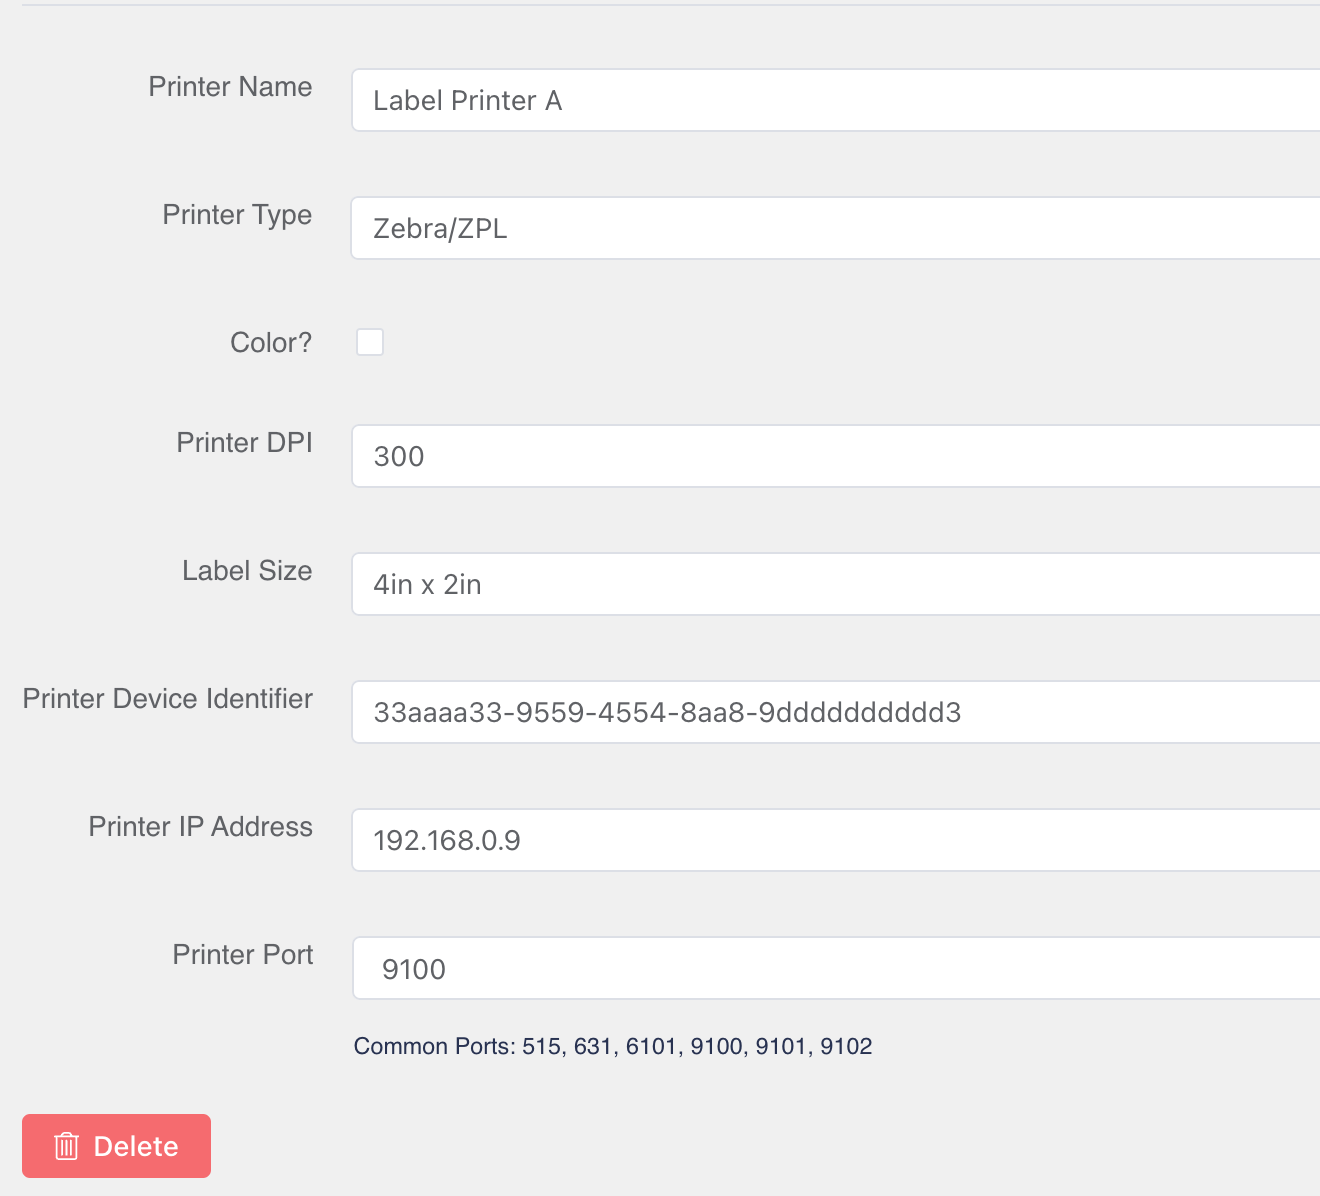 Printer Name
Label Printer A
Printer Type
Zebra/ZPL
Color?
Printer DPI
300
Label Size
4in x 2in
Printer Device Identifier
33aaaa33-9559-4554-8aa8-9dddddddddd3
Printer IP Address
192.168.0.9
Printer Port
9100
Common Ports: 515, 631, 6101, 9100, 9101, 9102
Delete